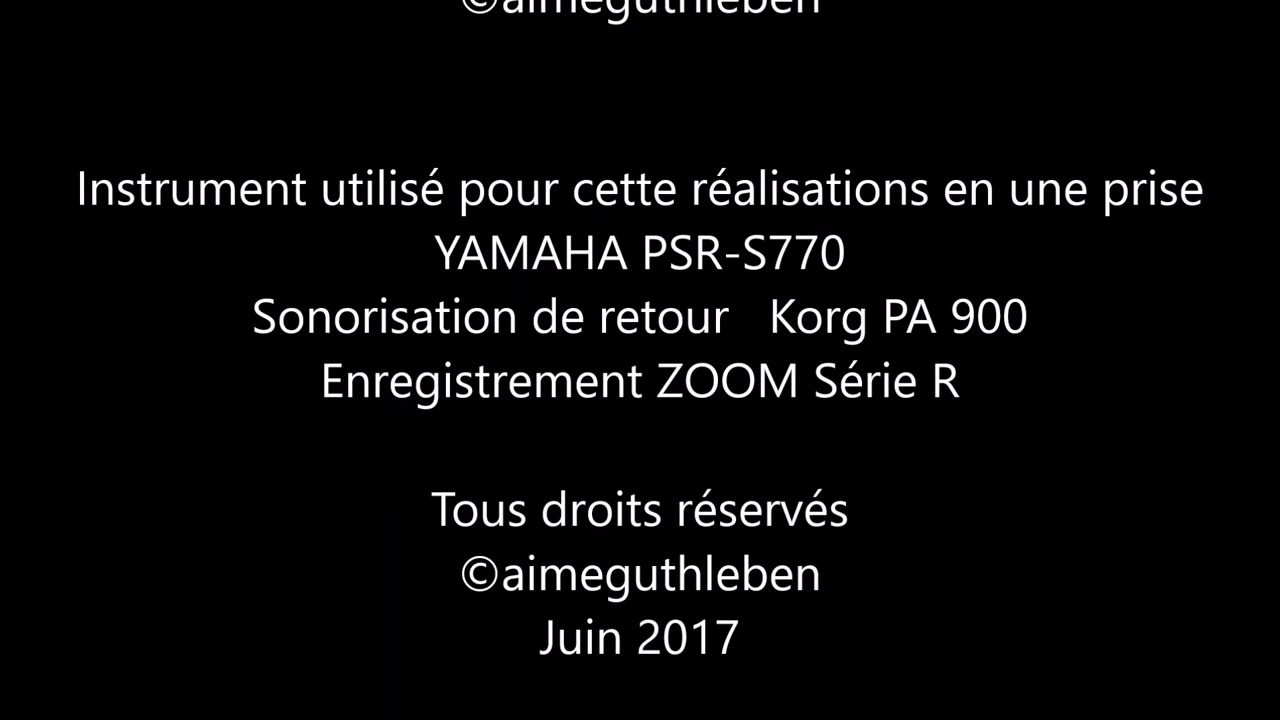 ©aimeguthleben
Instrument utilisé pour cette réalisations en une prise
YAMAHA PSR-S770
Sonorisation de retour   Korg PA 900
Enregistrement ZOOM Série R
Tous droits réservés
©aimeguthleben
Juin 2017